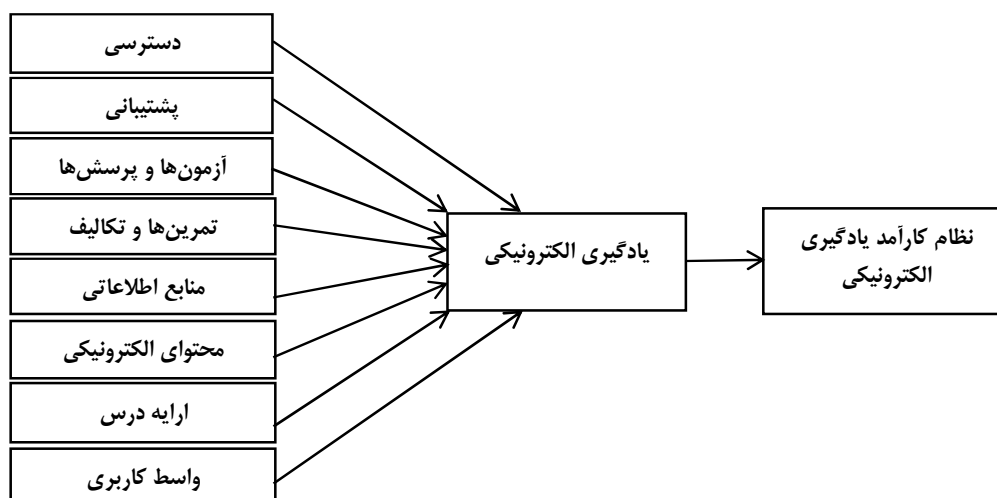 دسترسی
پشتیبانی
آزمون‌ها و پرسش‌ها
تمرین‌ها و تکالیف
منابع اطلاعاتی
محتوای الکترونیکی
ارایه درس
واسط کاربری
یادگیری الکترونیکی
نظام کارآمد یادگیری
الکترونیکی